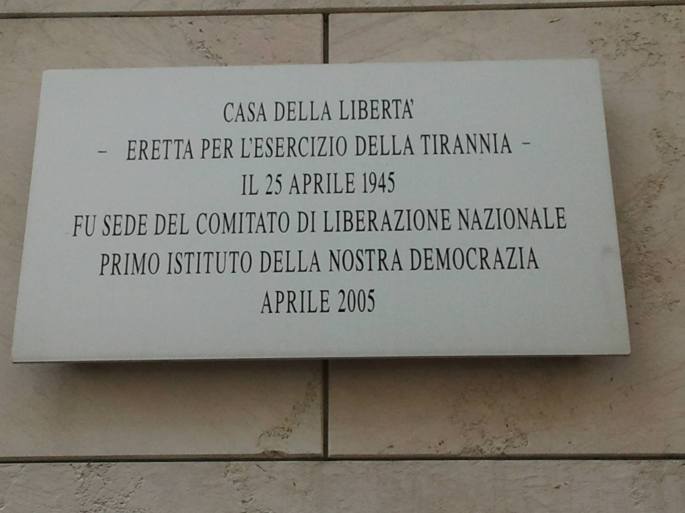 CASA DELLA LIBERTA'
- ERETTA PER L'ESERCIZIO DELLA TIRANNIA -
IL 25 APRILE 1945
FU SEDE DEL COMITATO DI LIBERAZIONE NAZIONALE
PRIMO ISTITUTO DELLA NOSTRA DEMOCRAZIA
APRILE 2005